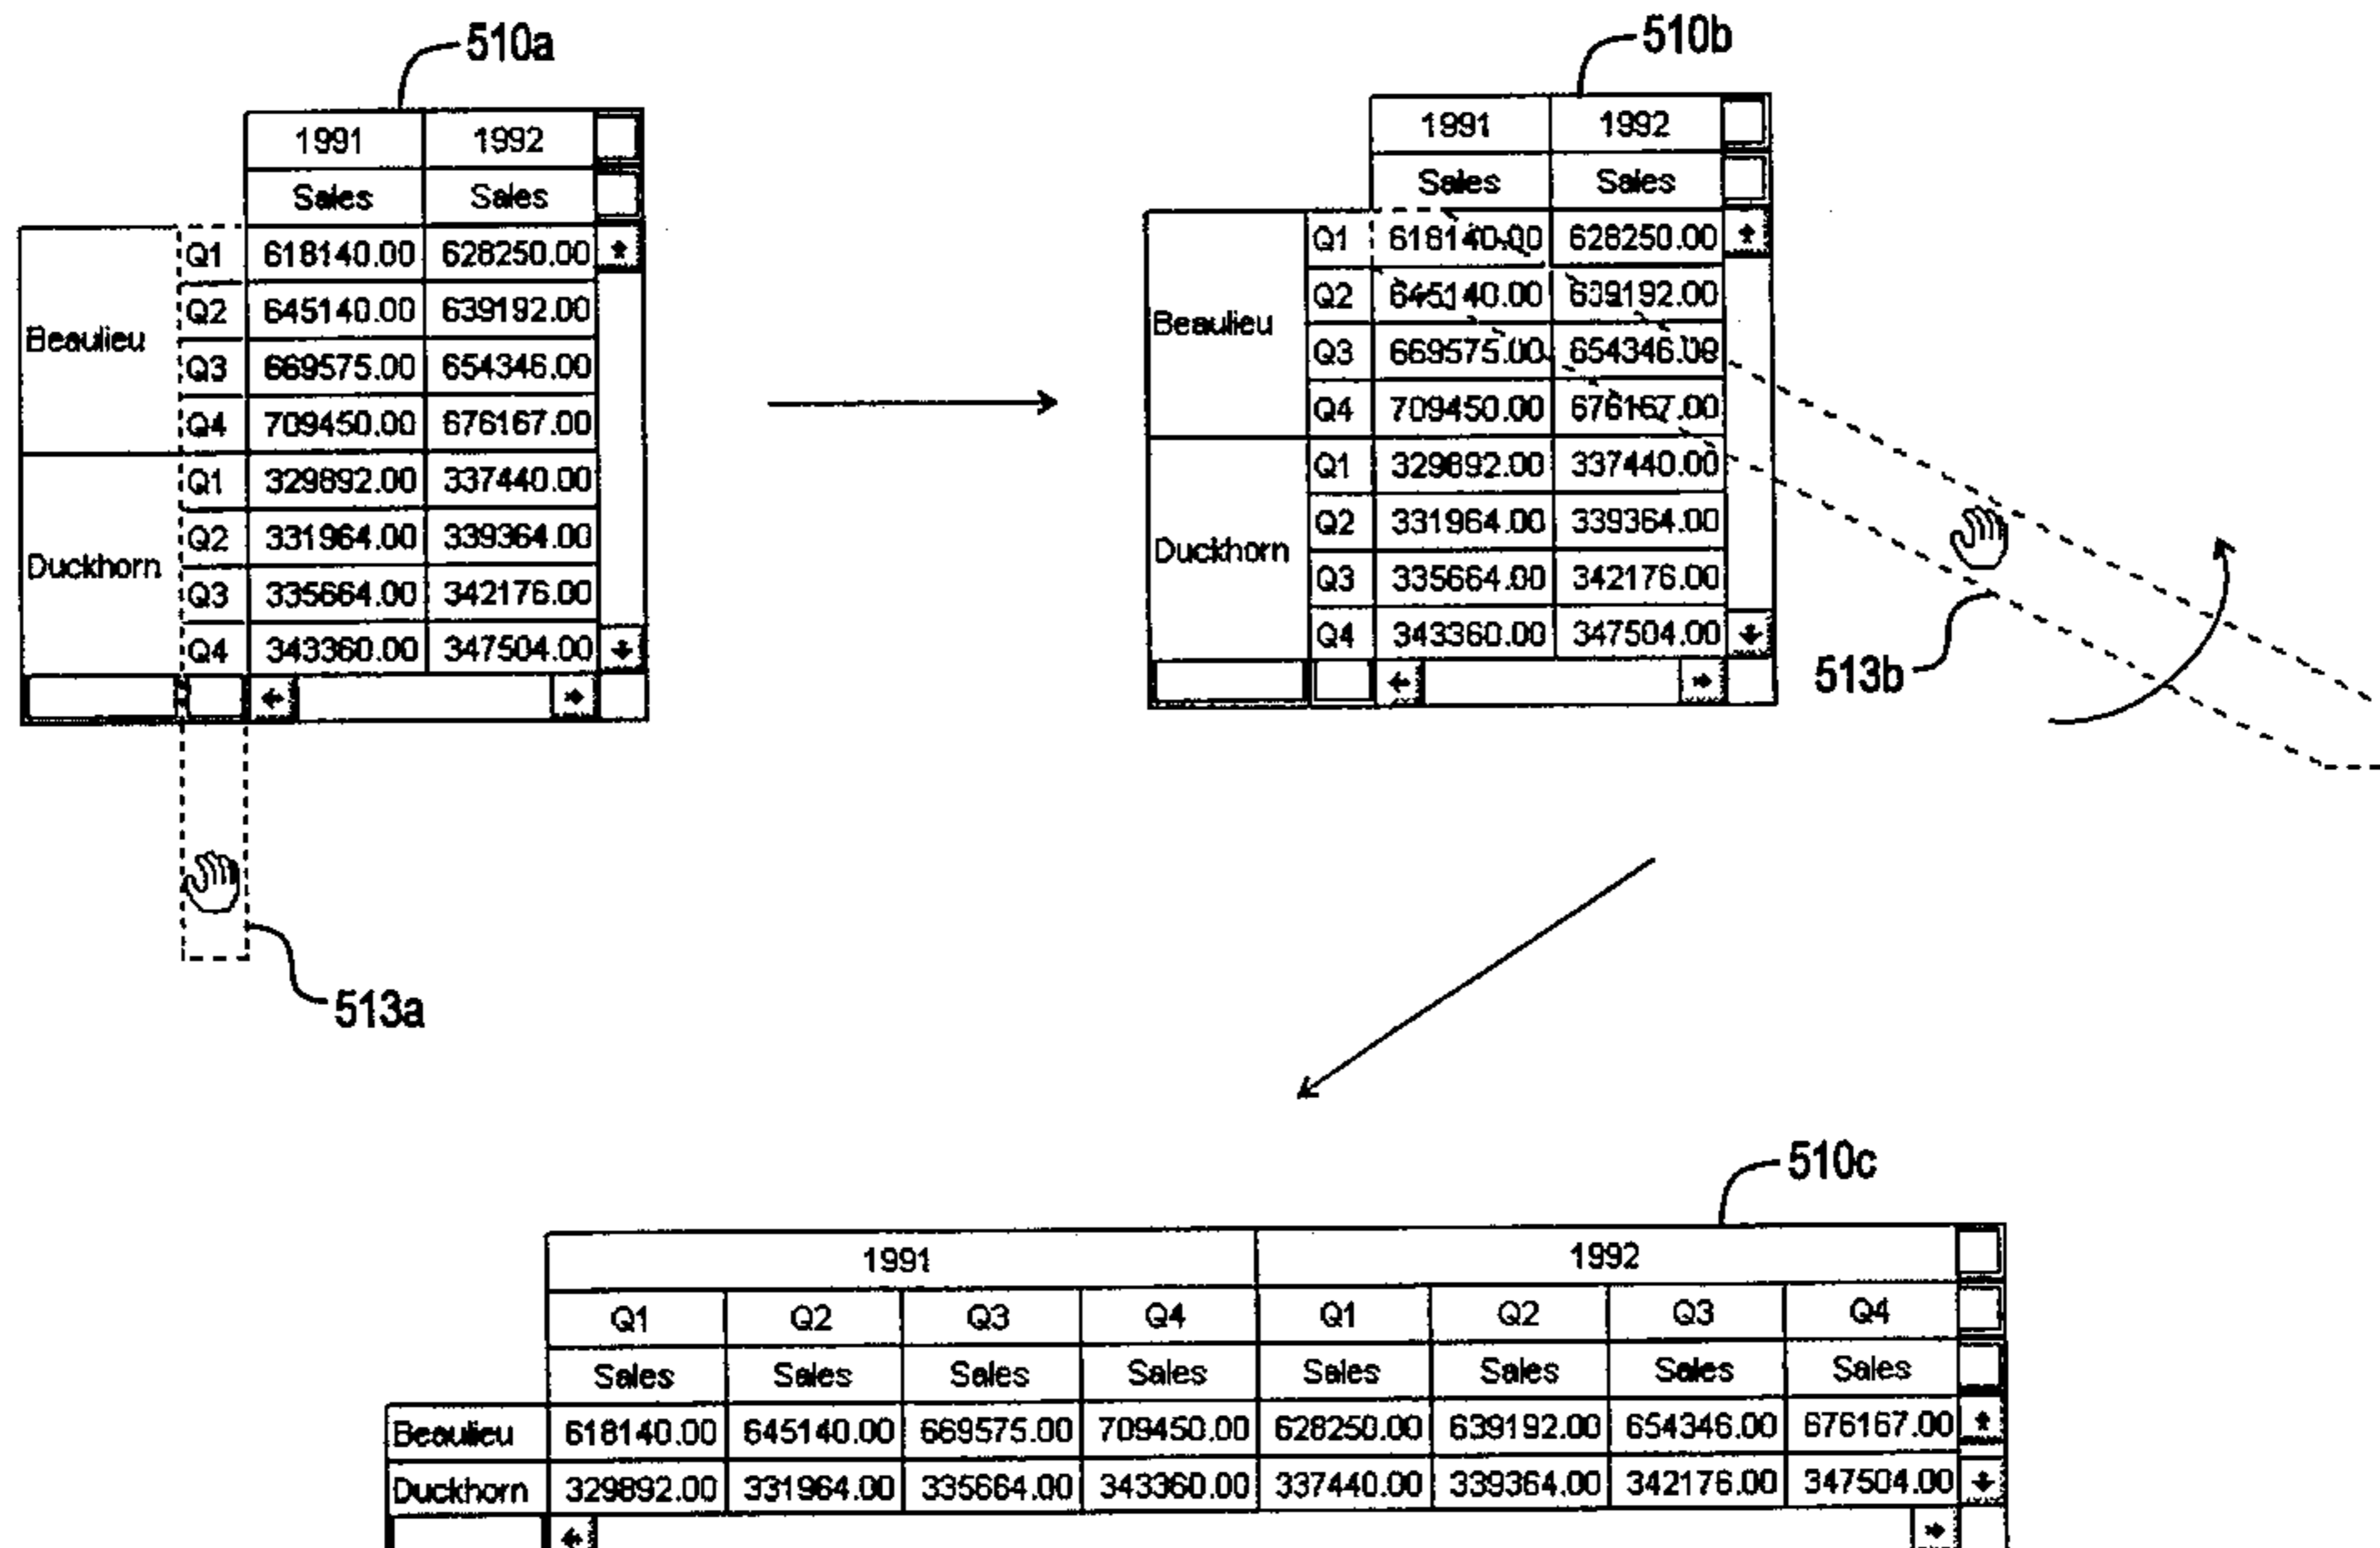 510a
1991 1992
Sales Sales
Beaulieu
Q1 618140.00 628250.00
Q2 645140.00 639192.00
Q3 669575.00 654346.00
Q4 709450.00 676167.00
Duckhorn
Q1 329892.00 337440.00
Q2 331964.00 339364.00
Q3 335664.00 342176.00
Q4 343360.00 347504.00
513a
510b
1991 1992
Sales Sales
Beaulieu
Q1 618140.00 628250.00
Q2 645140.00 639192.00
Q3 669575.00 654346.00
Q4 709450.00 676167.00
Duckhorn
Q1 329892.00 337440.00
Q2 331964.00 339364.00
Q3 335664.00 342176.00
Q4 343360.00 347504.00
513b
510c
1991 1992
Q1 Q2 Q3 Q4 Q1 Q2 Q3 Q4
Sales Sales Sales Sales Sales Sales Sales Sales
Beaulieu 618140.00 645140.00 669575.00 709450.00 628250.00 639192.00 654346.00 676167.00
Duckhorn 329892.00 331964.00 335664.00 343360.00 337440.00 339364.00 342176.00 347504.00